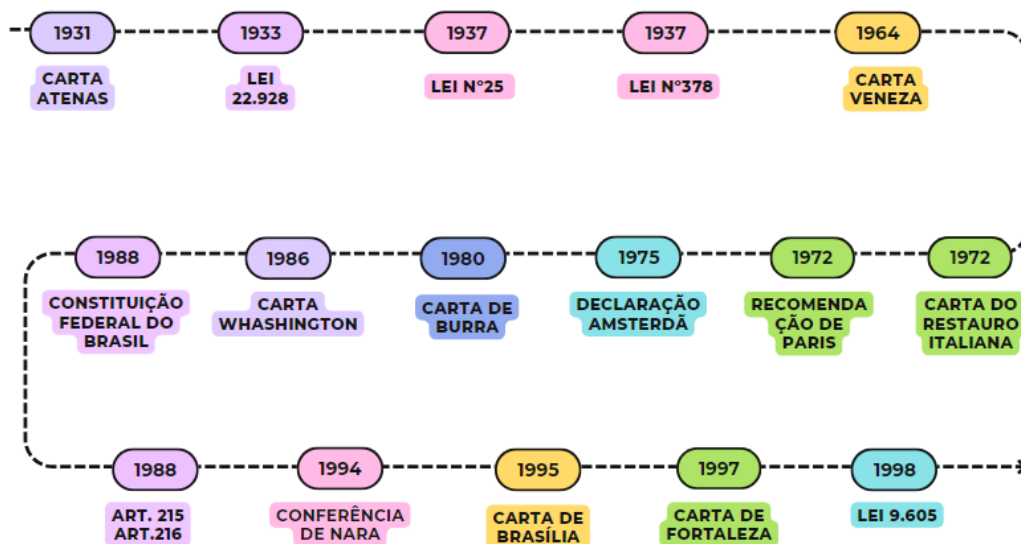 1931
CARTA
ATENAS
1933
LEI
22.928
1937
LEI N°25
1937
LEI N°378
1964
CARTA
VENEZA
1988
CONSTITUIÇÃO
FEDERAL DO
BRASIL
1986
CARTA
WHASHINGTON
1980
CARTA DE
BURRA
1975
DECLARAÇÃO
AMSTERDÃ
1972
RECOMENDA
ÇÃO DE
PARIS
1972
CARTA DO
RESTAURO
ITALIANA
1988
ART. 215
ART.216
1994
CONFERÊNCIA
DE NARA
1995
CARTA DE
BRASÍLIA
1997
CARTA DE
FORTALEZA
1998
LEI 9.605